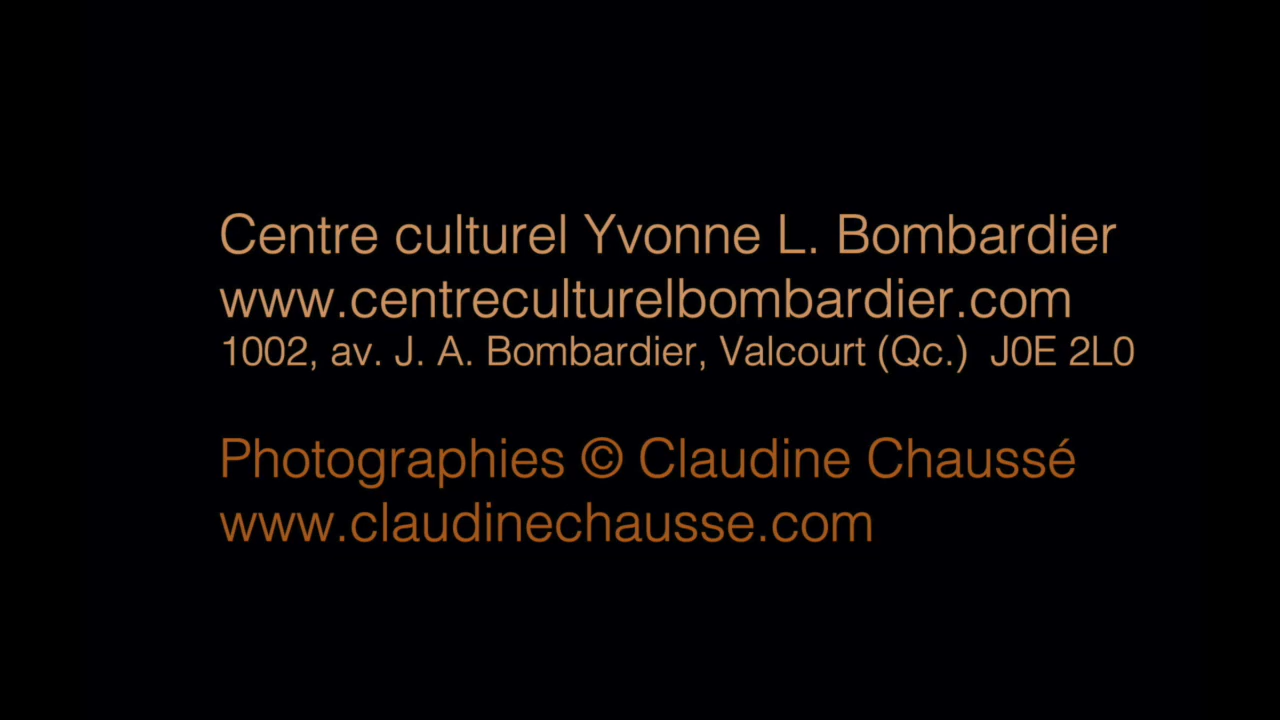 Centre culturel Yvonne L. Bombardier
www.centreculturelbombardier.com
1002, av. J. A. Bombardier, Valcourt (Qc.) J0E 2L0
Photographies © Claudine Chaussé
www.claudinechausse.com